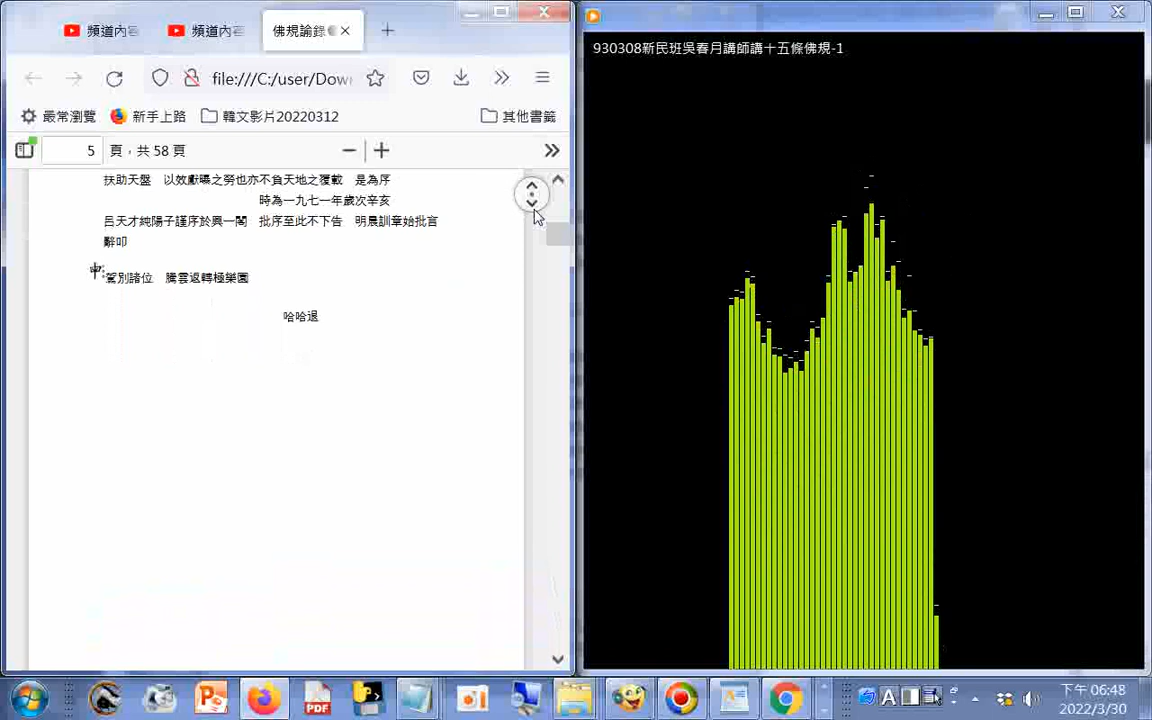 頻道內容
頻道內容
佛規諭錄
file:///C:/user/Dow
最常瀏覽
新手上路
韓文影片20220312
其他書籤
5 頁，共 58 頁
扶助天盤　以效獻曝之勞也亦不負天地之覆載　是為序
時為一九七一年歲次辛亥
呂天才純陽子謹序於興一閣　批序至此不下告　明晨訓章始批言
辭叩
申:
駕別諸位　騰雲返轉極樂園
哈哈退
930308新民班吳春月講師講十五條佛規-1
A
下午 06:48
2022/3/30